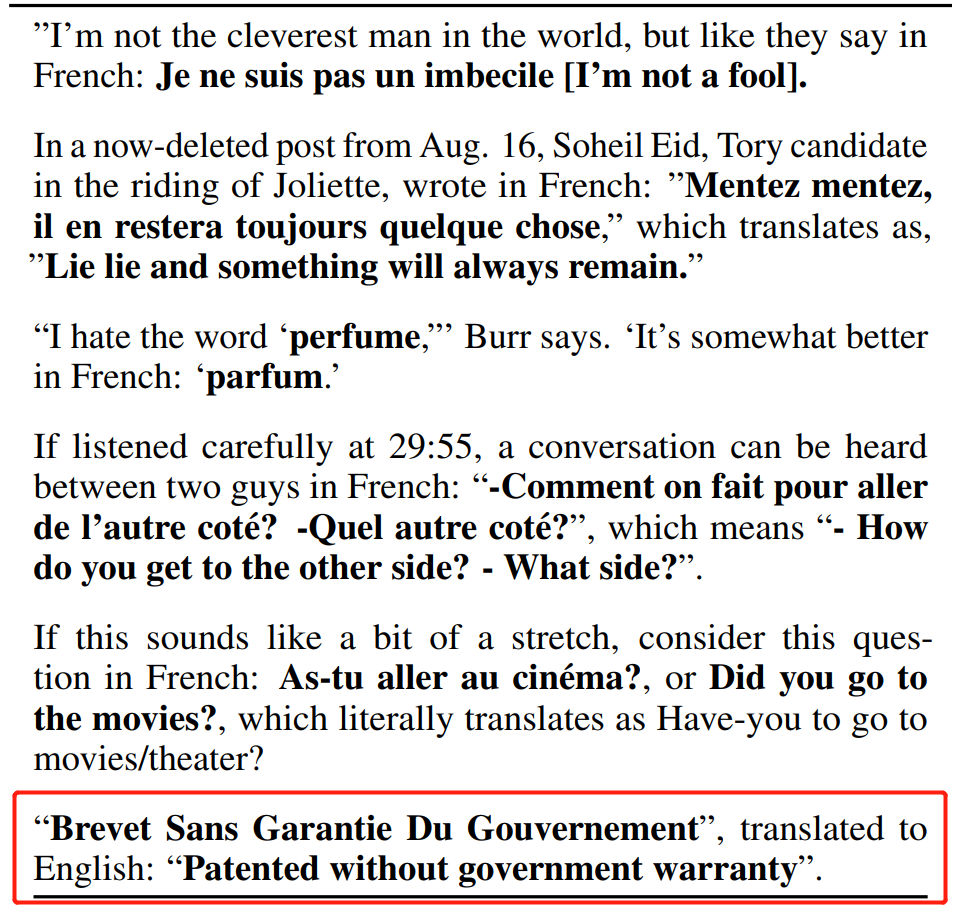 ”I’m not the cleverest man in the world, but like they say in
French: Je ne suis pas un imbecile [I’m not a fool].
In a now-deleted post from Aug. 16, Soheil Eid, Tory candidate
in the riding of Joliette, wrote in French: ”Mentez mentez,
il en restera toujours quelque chose,” which translates as,
”Lie lie and something will always remain.”
“I hate the word ‘perfume,”’ Burr says. ‘It’s somewhat better
in French: ‘parfum.’
If listened carefully at 29:55, a conversation can be heard
between two guys in French: “-Comment on fait pour aller
de l’autre coté? -Quel autre coté?”, which means “- How
do you get to the other side? - What side?”.
If this sounds like a bit of a stretch, consider this ques-
tion in French: As-tu aller au cinéma?, or Did you go to
the movies?, which literally translates as Have-you to go to
movies/theater?
“Brevet Sans Garantie Du Gouvernement”, translated to
English: “Patented without government warranty”.